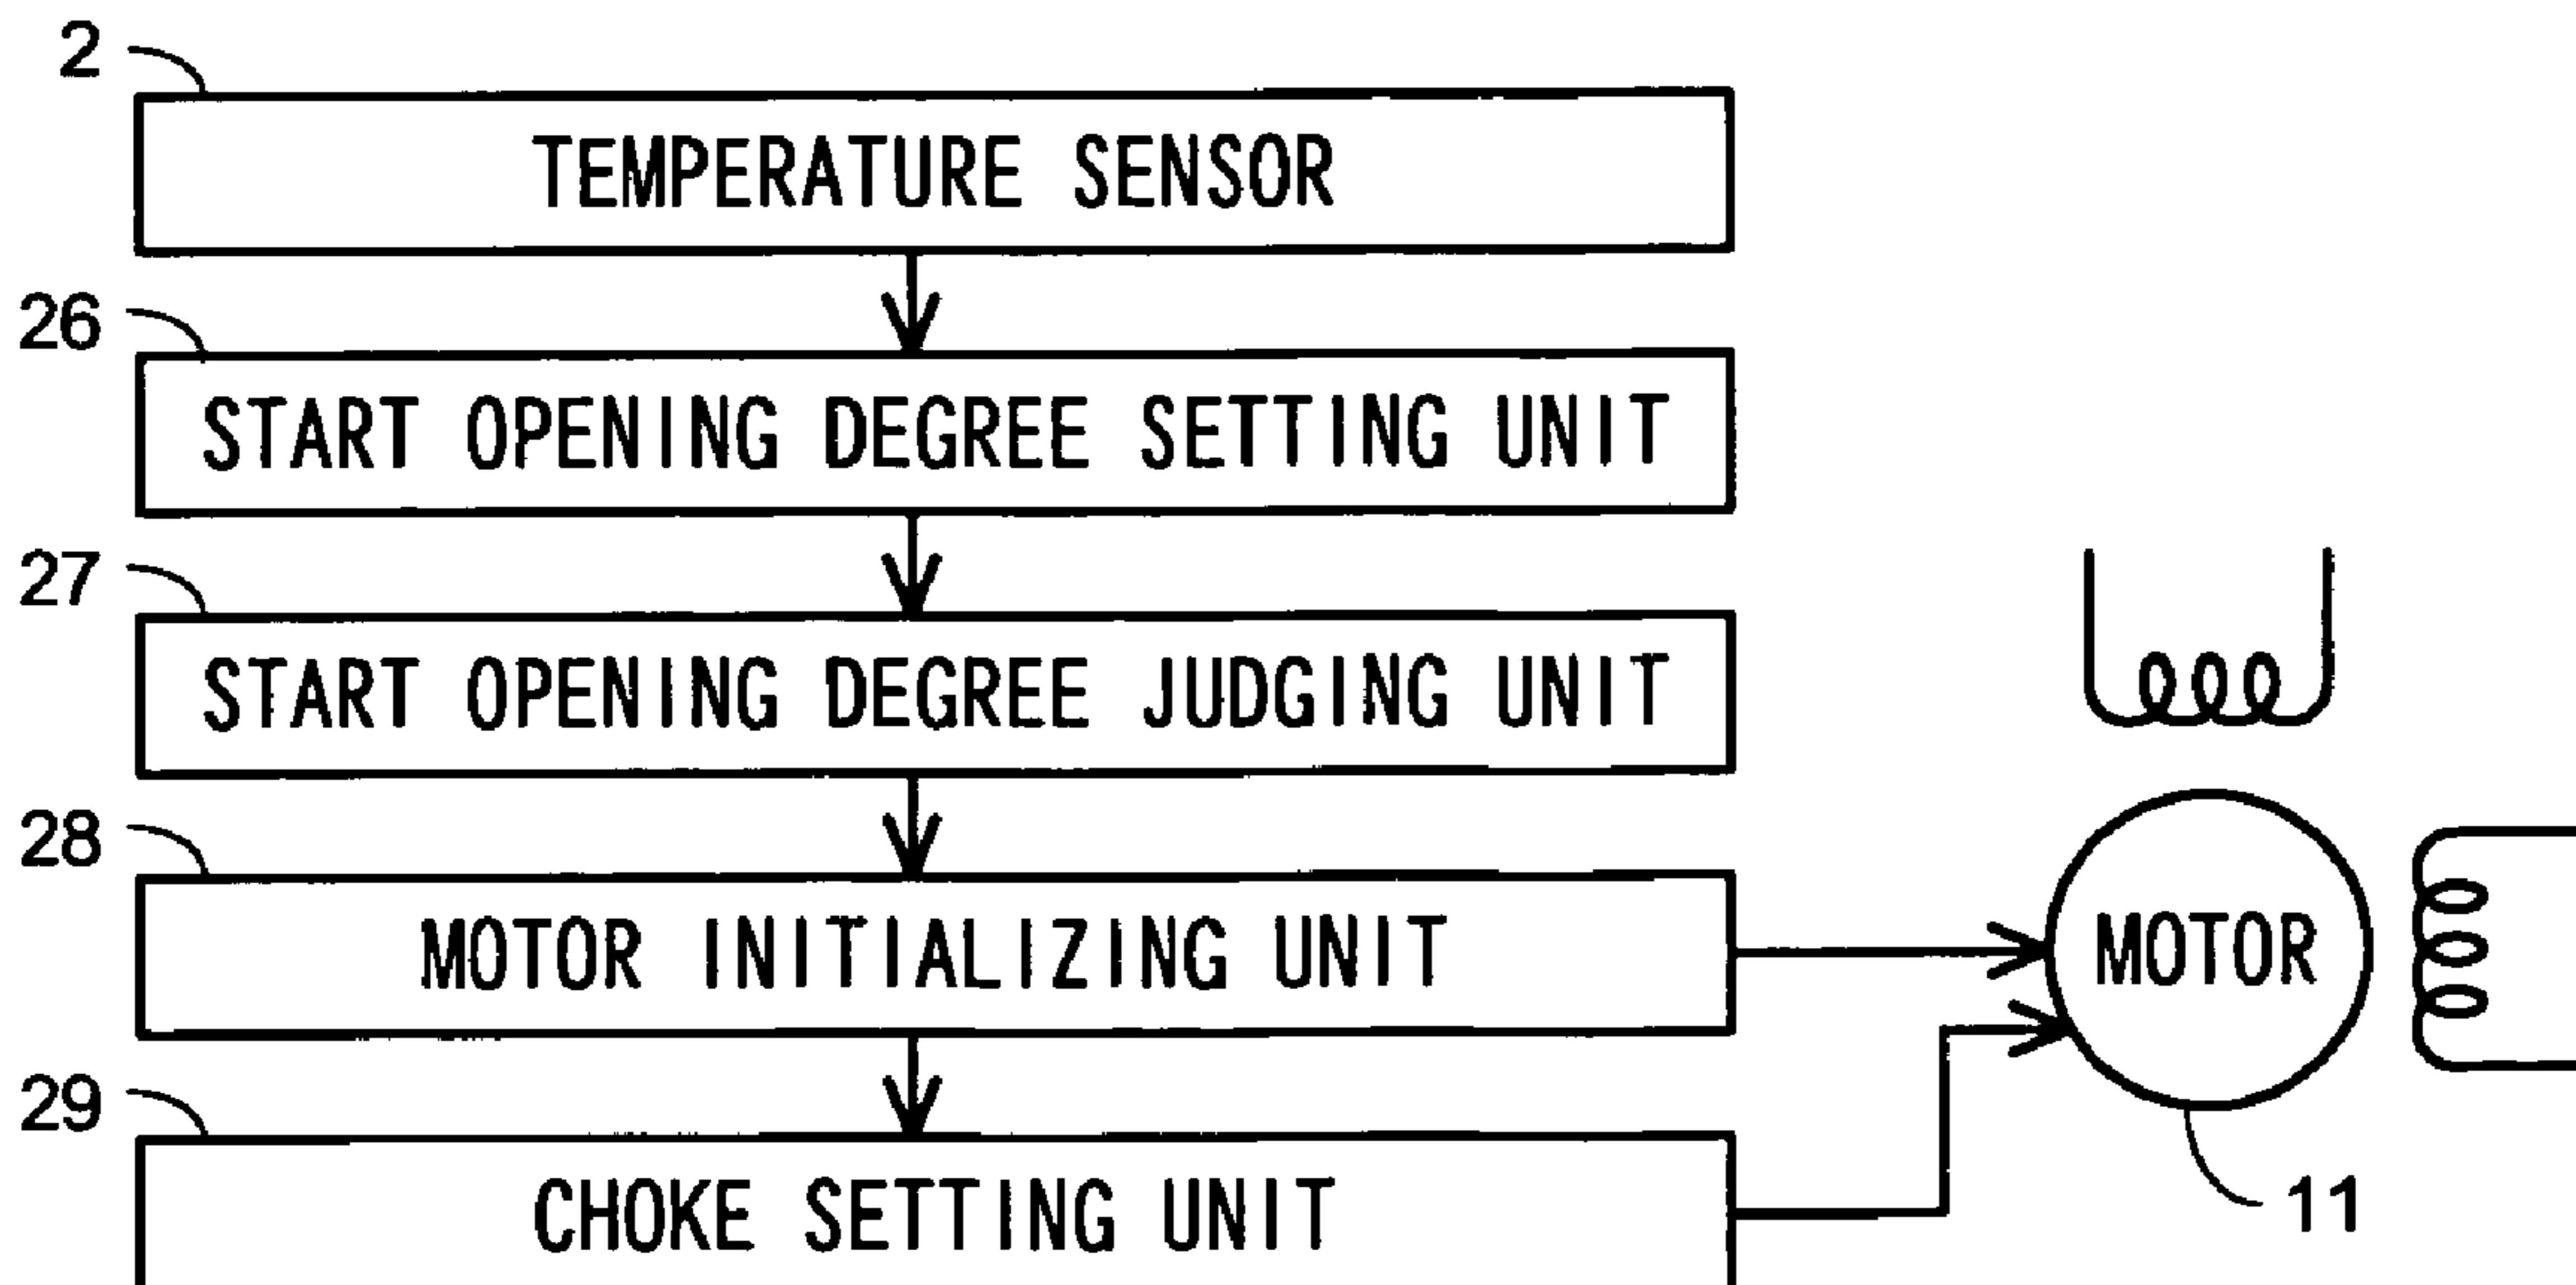 2
TEMPERATURE SENSOR
26
START OPENING DEGREE SETTING UNIT
27
START OPENING DEGREE JUDGING UNIT
28
MOTOR INITIALIZING UNIT
MOTOR
29
CHOKE SETTING UNIT
11